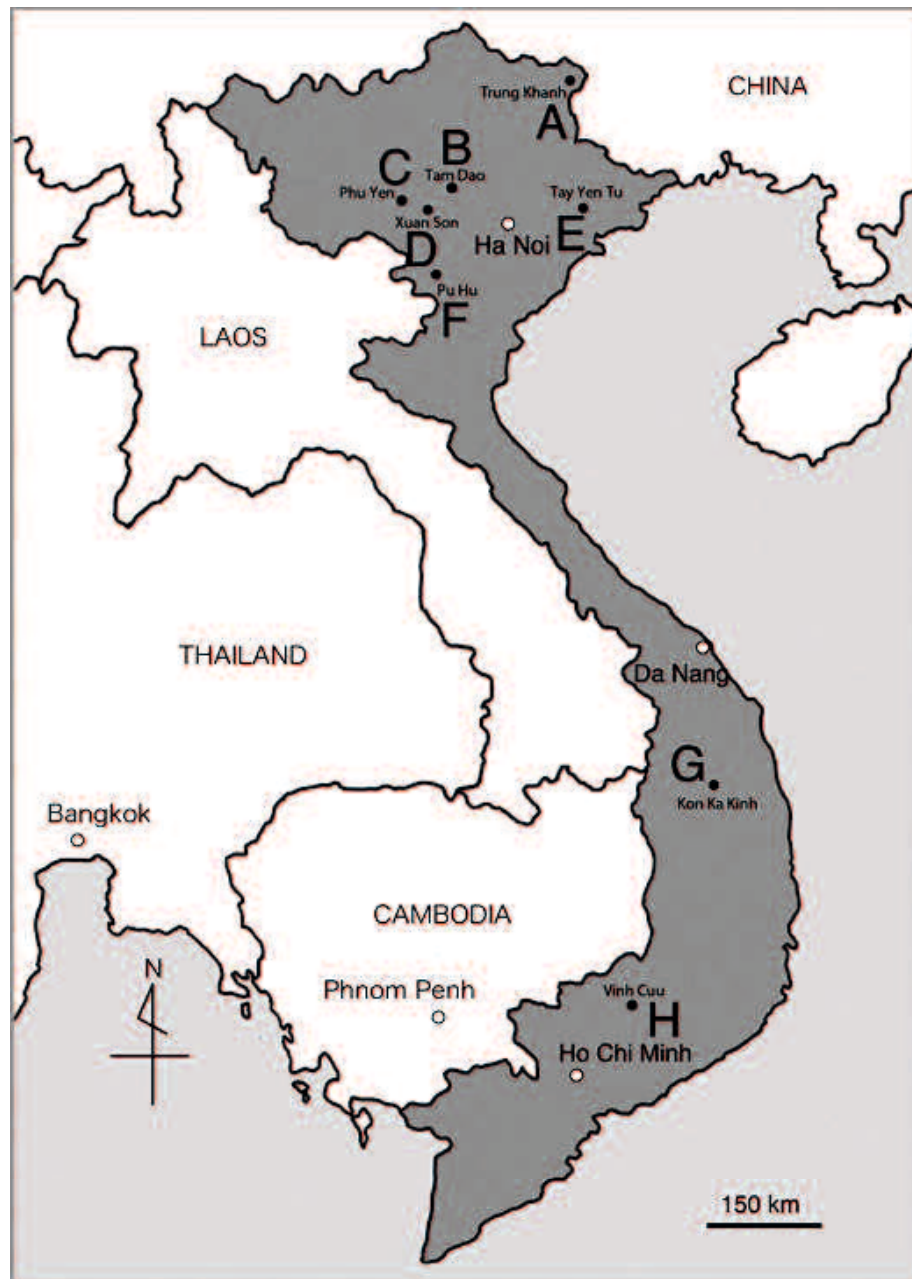 CHINA
Trung Khanh
A
B
C
Tam Dao
Phu Yen
Tay Yen Tu
Xuan Son
E
Ha Noi
D
Pu Hu
F
LAOS
THAILAND
Da Nang
G
Kon Ka Kinh
Bangkok
CAMBODIA
N
Phnom Penh
Vinh Cuu
H
Ho Chi Minh
150 km